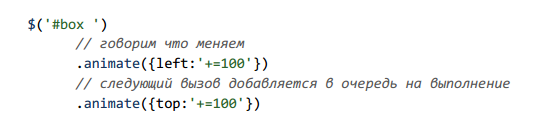 $('#box ')
// говорим что меняем
.animate({left:'+=100'})
// следующий вызов добавляется в очередь на выполнение
.animate({top:'+=100'})